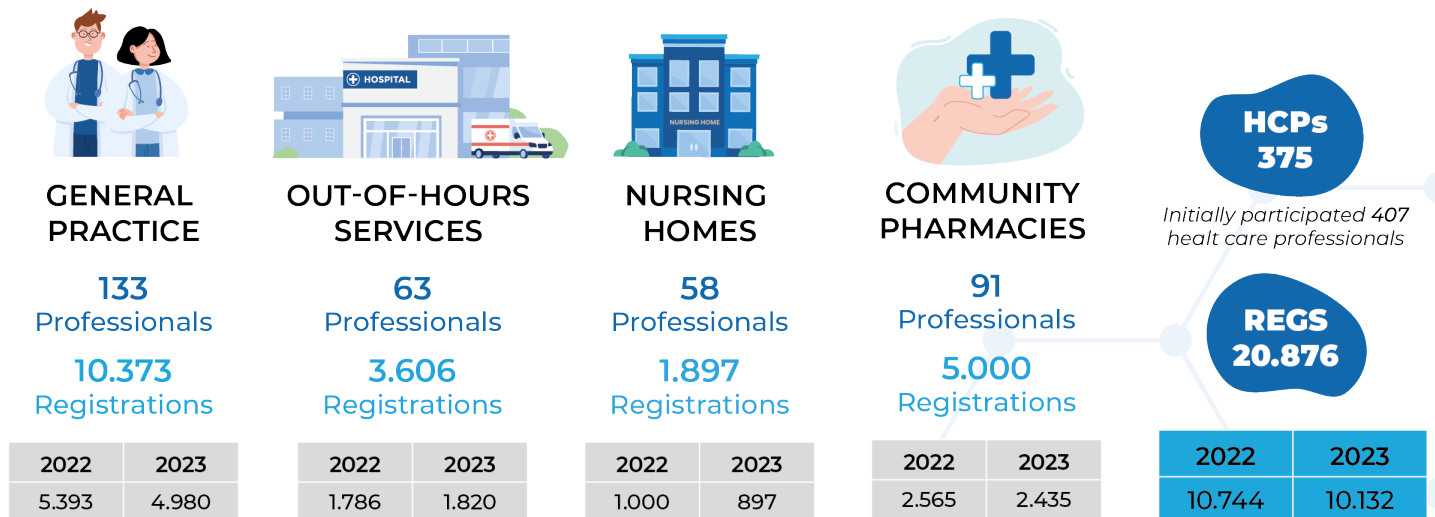 HOSPITAL
NURSING HOME
GENERAL
PRACTICE
133
Professionals
10.373
Registrations
2022 2023
5.393 4.980
OUT-OF-HOURS
SERVICES
63
Professionals
3.606
Registrations
2022 2023
1.786 1.820
NURSING
HOMES
58
Professionals
1.897
Registrations
2022 2023
1.000 897
COMMUNITY
PHARMACIES
91
Professionals
5.000
Registrations
2022 2023
2.565 2.435
HCPs
375
Initially participated 407
healt care professionals
REGS
20.876
2022 2023
10.744 10.132